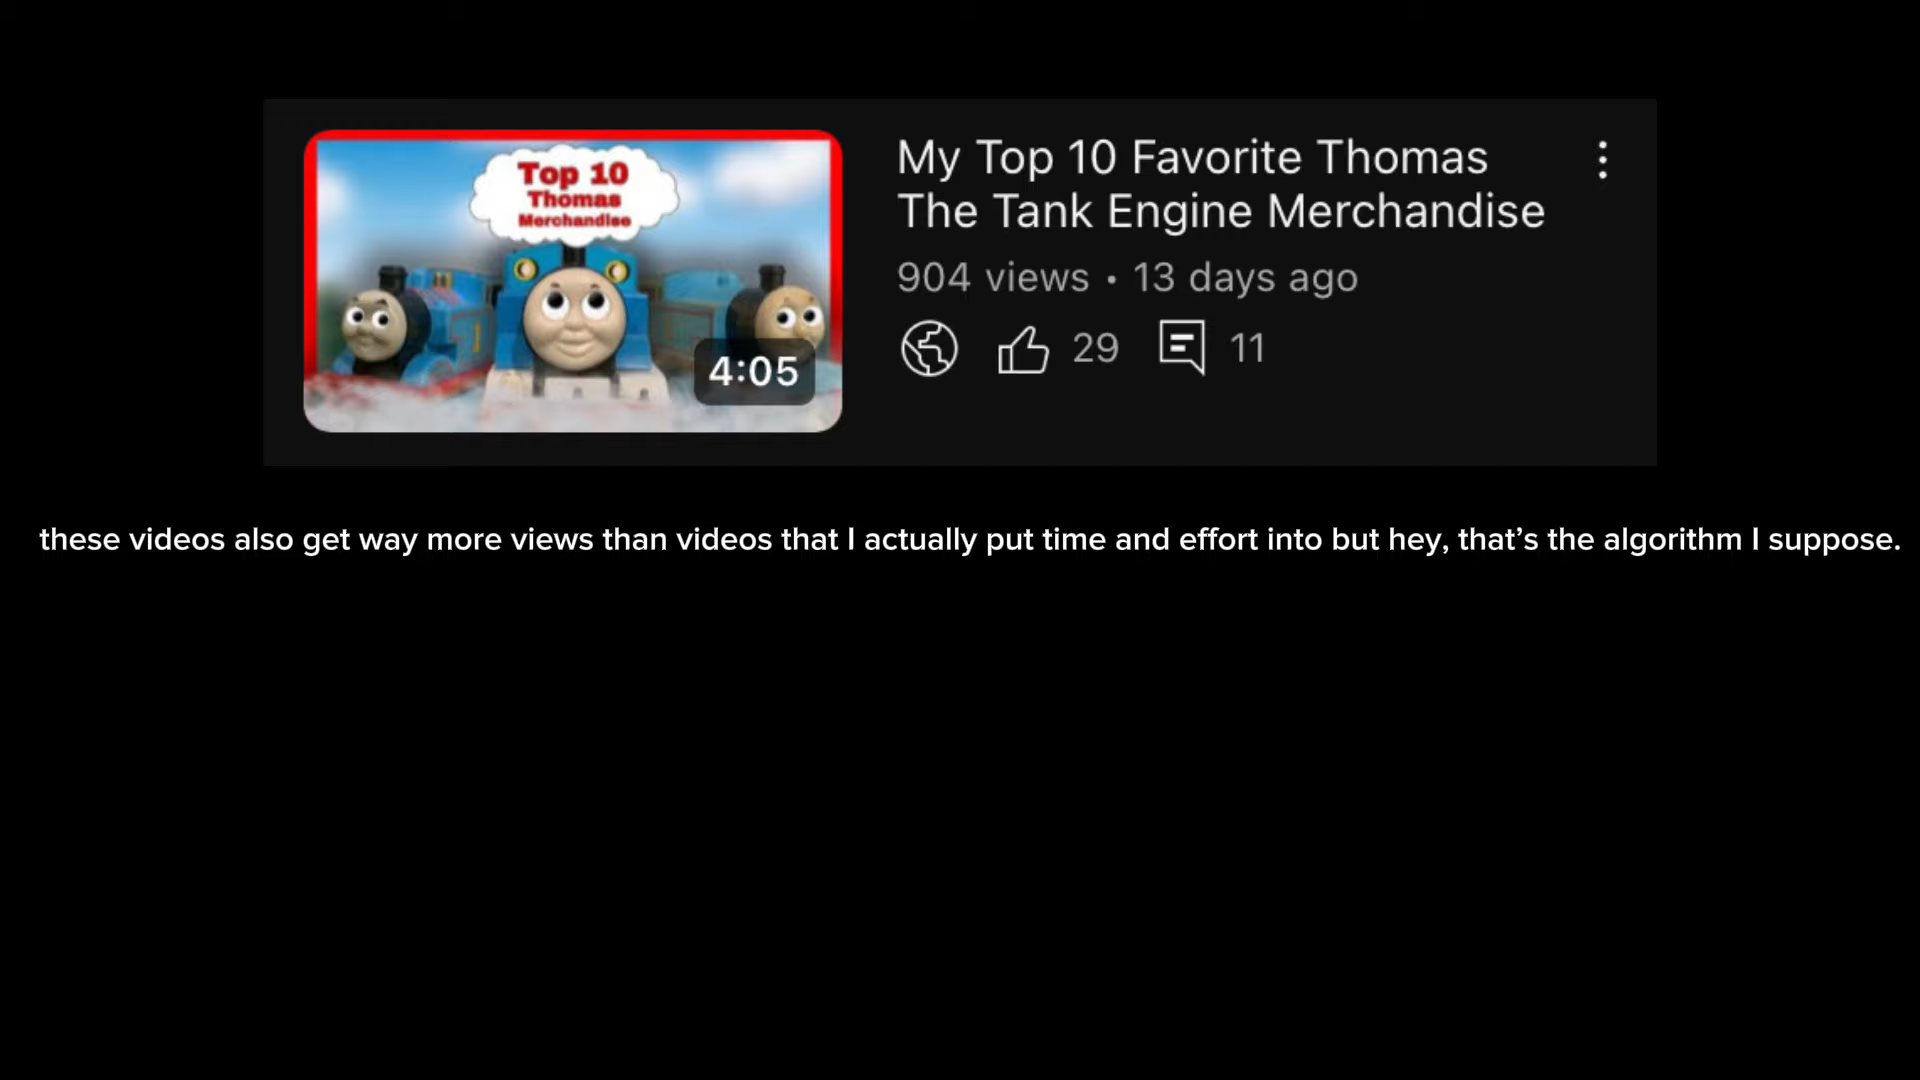 Top 10
Thomas
Merchandise
4:05
My Top 10 Favorite Thomas
The Tank Engine Merchandise
904 views • 13 days ago
29
11
these videos also get way more views than videos that I actually put time and effort into but hey, that’s the algorithm I suppose.